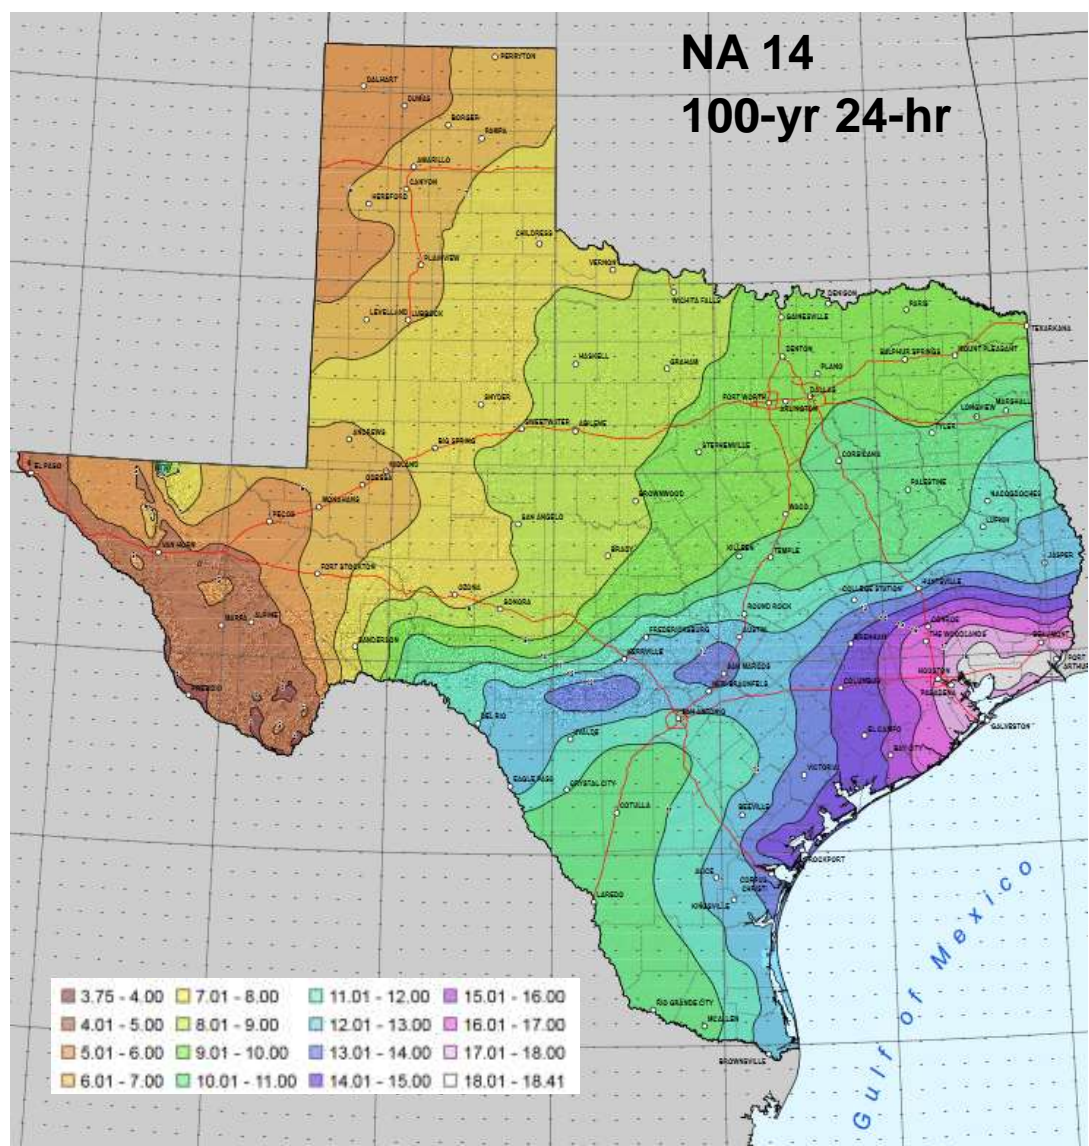 NA 14
100-yr 24-hr
PERRYTON
DALHART
DUMAS
BORGER
PAMPA
AMARILLO
CANYON
HEREFORD
CHILDRESS
PLAINVIEW
VERNON
WICHITA FALLS
DENISON
PARIS
LEVELLAND
LUBBOCK
GAINESVILLE
TEXARKANA
HASKELL
GRAHAM
DENTON
SULPHUR SPRINGS
MOUNT PLEASANT
PLANO
SNYDER
FORT WORTH
DALLAS
ARLINGTON
LONGVIEW
MARSHALL
SWEETWATER
ABILENE
TYLER
ANDREWS
BIG SPRING
STEPHENVILLE
CORSICANA
EL PASO
MIDLAND
ODESSA
PALESTINE
MONAHANS
BROWNWOOD
NACOGDOCHES
PECOS
SAN ANGELO
WACO
LUFKIN
VAN HORN
BRADY
KILLEEN
TEMPLE
JASPER
FORT STOCKTON
OZONA
SONORA
COLLEGE STATION
HUNTSVILLE
ROUND ROCK
MARFA
ALPINE
SANDERSON
FREDERICKSBURG
AUSTIN
BRENHAM
CONROE
THE WOODLANDS
BEAUMONT
KERRVILLE
SAN MARCOS
HOUSTON
PORT
ARTHUR
PRESIDIO
NEW BRAUNFELS
COLUMBUS
PASADENA
DEL RIO
SAN ANTONIO
GALVESTON
UVALDE
EL CAMPO
BAY CITY
EAGLE PASS
CRYSTAL CITY
VICTORIA
COTULLA
BEEVILLE
ROCKPORT
ALICE
CORPUS
CHRISTI
LAREDO
KINGSVILLE
Gulf of Mexico
RIO GRANDE CITY
MCALLEN
BROWNSVILLE
3.75 - 4.00
4.01 - 5.00
5.01 - 6.00
6.01 - 7.00
7.01 - 8.00
8.01 - 9.00
9.01 - 10.00
10.01 - 11.00
11.01 - 12.00
12.01 - 13.00
13.01 - 14.00
14.01 - 15.00
15.01 - 16.00
16.01 - 17.00
17.01 - 18.00
18.01 - 18.41